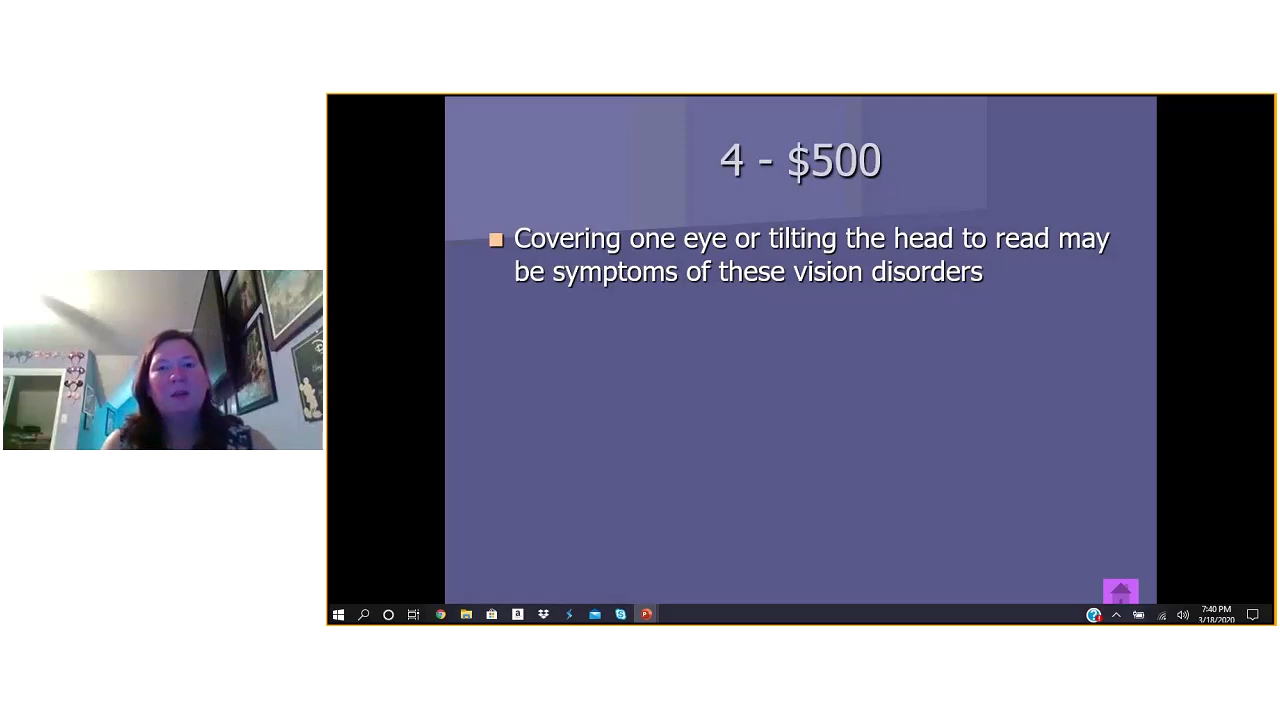 4 - $500
Covering one eye or tilting the head to read may
be symptoms of these vision disorders
7:40 PM
3/18/2020